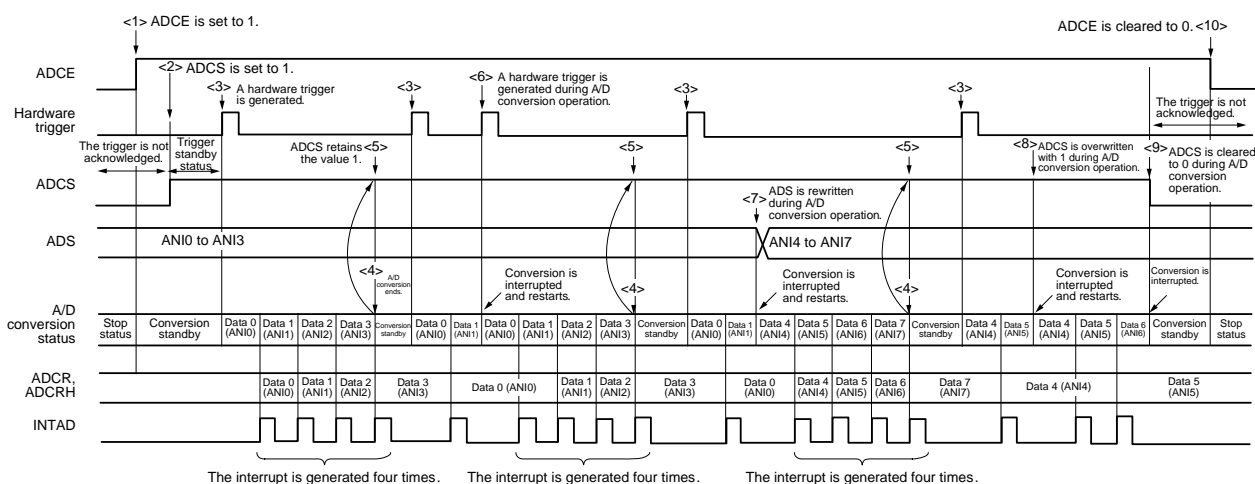 <1> ADCE is set to 1.
ADCE is cleared to 0. <10>
ADCE
<2> ADCS is set to 1.
<3> A hardware trigger
is generated.
<3>
<6> A hardware trigger is
generated during A/D
conversion operation.
<3>
<3>
Hardware
trigger
The trigger is not
acknowledged.
The trigger is not
acknowledged.
Trigger
standby
status
ADCS retains <5>
the value 1.
<5>
<5>
<8> ADCS is overwritten
with 1 during A/D
conversion operation.
<9> ADCS is cleared
to 0 during A/D
conversion
operation.
ADCS
<7> ADS is rewritten
during A/D
conversion operation.
ADS
ANI0 to ANI3
ANI4 to ANI7
<4> A/D
conversion
ends.
Conversion is
interrupted
and restarts.
<4>
Conversion is
interrupted
and restarts.
<4>
Conversion is
interrupted
and restarts.
Conversion is
interrupted.
A/D
conversion
status
Stop
status
Conversion
standby
Data 0
(ANI0)
Data 1
(ANI1)
Data 2
(ANI2)
Data 3
(ANI3)
Conversion
standby
Data 0
(ANI0)
Data 1
(ANI1)
Data 0
(ANI0)
Data 1
(ANI1)
Data 2
(ANI2)
Data 3
(ANI3)
Conversion
standby
Data 0
(ANI0)
Data 1
(ANI1)
Data 4
(ANI4)
Data 5
(ANI5)
Data 6
(ANI6)
Data 7
(ANI7)
Conversion
standby
Data 4
(ANI4)
Data 5
(ANI5)
Data 4
(ANI4)
Data 5
(ANI5)
Data 6
(ANI6)
Conversion
standby
Stop
status
ADCR,
ADCRH
Data 0
(ANI0)
Data 1
(ANI1)
Data 2
(ANI2)
Data 3
(ANI3)
Data 0 (ANI0)
Data 1
(ANI1)
Data 2
(ANI2)
Data 3
(ANI3)
Data 0
(ANI0)
Data 4
(ANI4)
Data 5
(ANI5)
Data 6
(ANI6)
Data 7
(ANI7)
Data 4 (ANI4)
Data 5
(ANI5)
INTAD
The interrupt is generated four times.
The interrupt is generated four times.
The interrupt is generated four times.